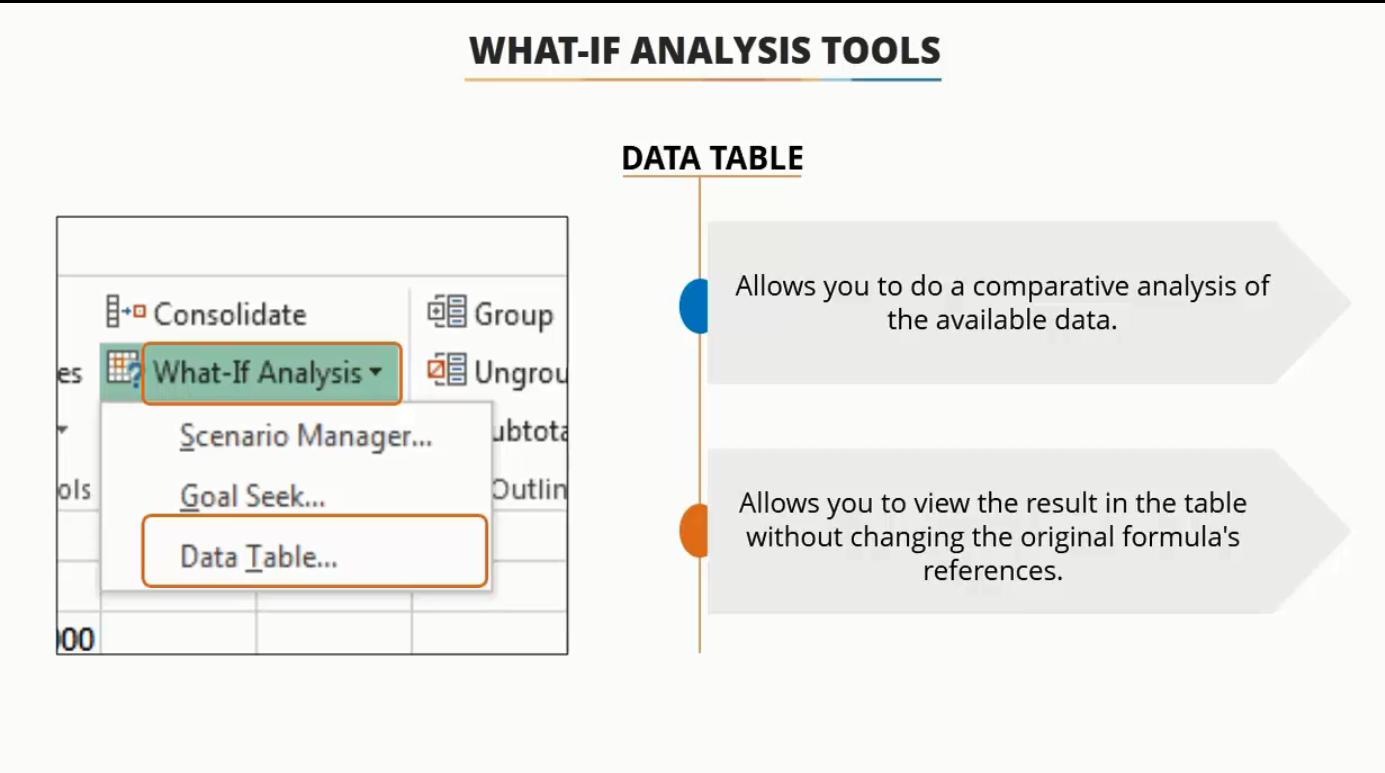 WHAT-IF ANALYSIS TOOLS
DATA TABLE
Consolidate
Group
es
What-If Analysis
Ungrou
Scenario Manager...
ubtota
ols
Goal Seek...
Outlin
Data Table...
000
Allows you to do a comparative analysis of
the available data.
Allows you to view the result in the table
without changing the original formula's
references.